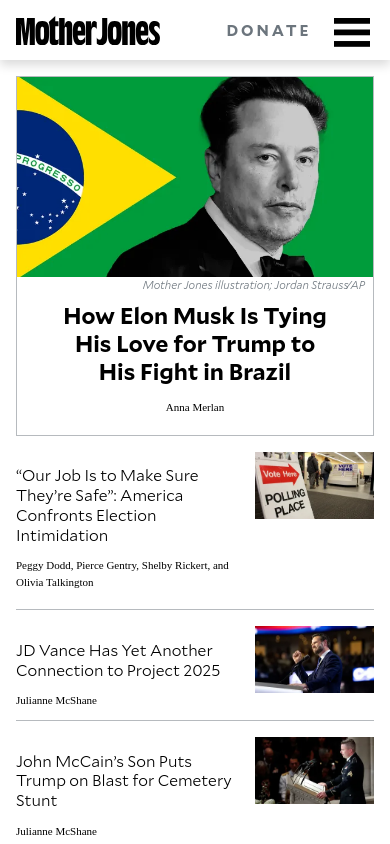 Mother Jones
DONATE
PROGRESSO
Mother Jones illustration; Jordan Strauss/AP
How Elon Musk Is Tying
His Love for Trump to
His Fight in Brazil
Anna Merlan
“Our Job Is to Make Sure
They’re Safe”: America
Confronts Election
Intimidation
Peggy Dodd, Pierce Gentry, Shelby Rickert, and
Olivia Talkington
Vote Here
POLLING
PLACE
VOTE
HERE
JD Vance Has Yet Another
Connection to Project 2025
Julianne McShane
John McCain’s Son Puts
Trump on Blast for Cemetery
Stunt
Julianne McShane